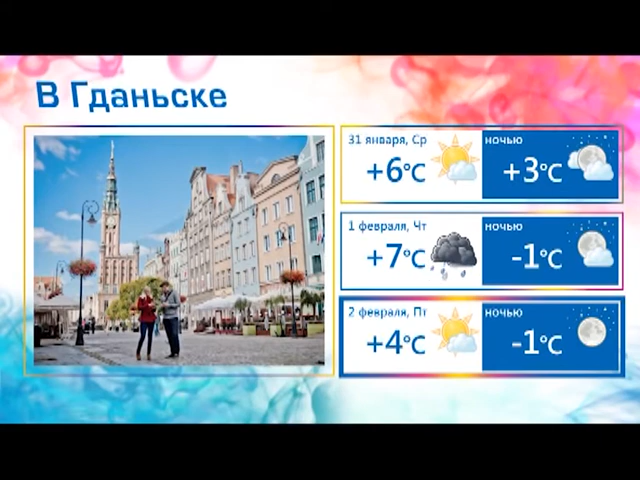 В Гданьске
31 января, Ср
+6°C
ночью
+3°C
1 февраля, Чт
+7°C
ночью
-1°C
2 февраля, Пт
+4°C
ночью
-1°C